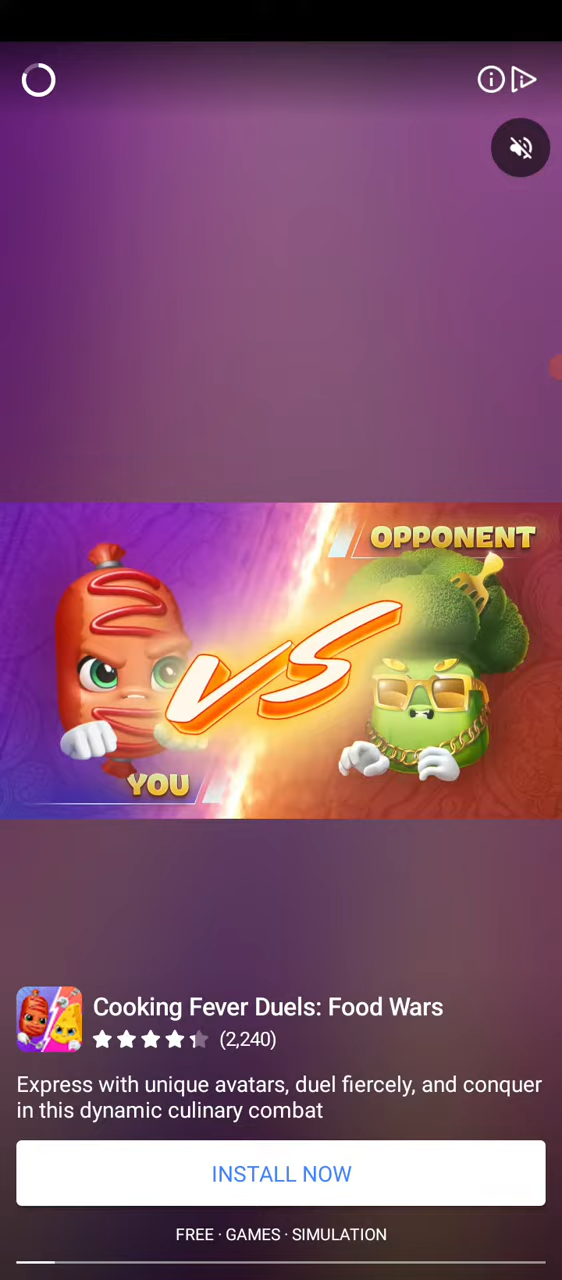 OPPONENT
VS
YOU
Cooking Fever Duels: Food Wars
(2,240)
Express with unique avatars, duel fiercely, and conquer
in this dynamic culinary combat
INSTALL NOW
FREE · GAMES · SIMULATION